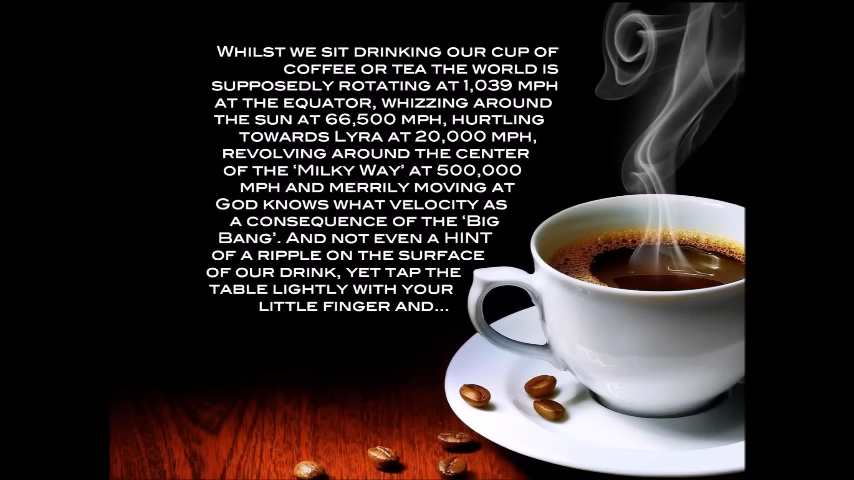 Whilst we sit drinking our cup of
coffee or tea the world is
supposedly rotating at 1,039 mph
at the equator, whizzing around
the sun at 66,500 mph, hurtling
towards Lyra at 20,000 mph,
revolving around the center
of the ‘Milky Way’ at 500,000
mph and merrily moving at
God knows what velocity as
a consequence of the ‘Big
Bang’. And not even a HINT
of a ripple on the surface
of our drink, yet tap the
table lightly with your
little finger and...